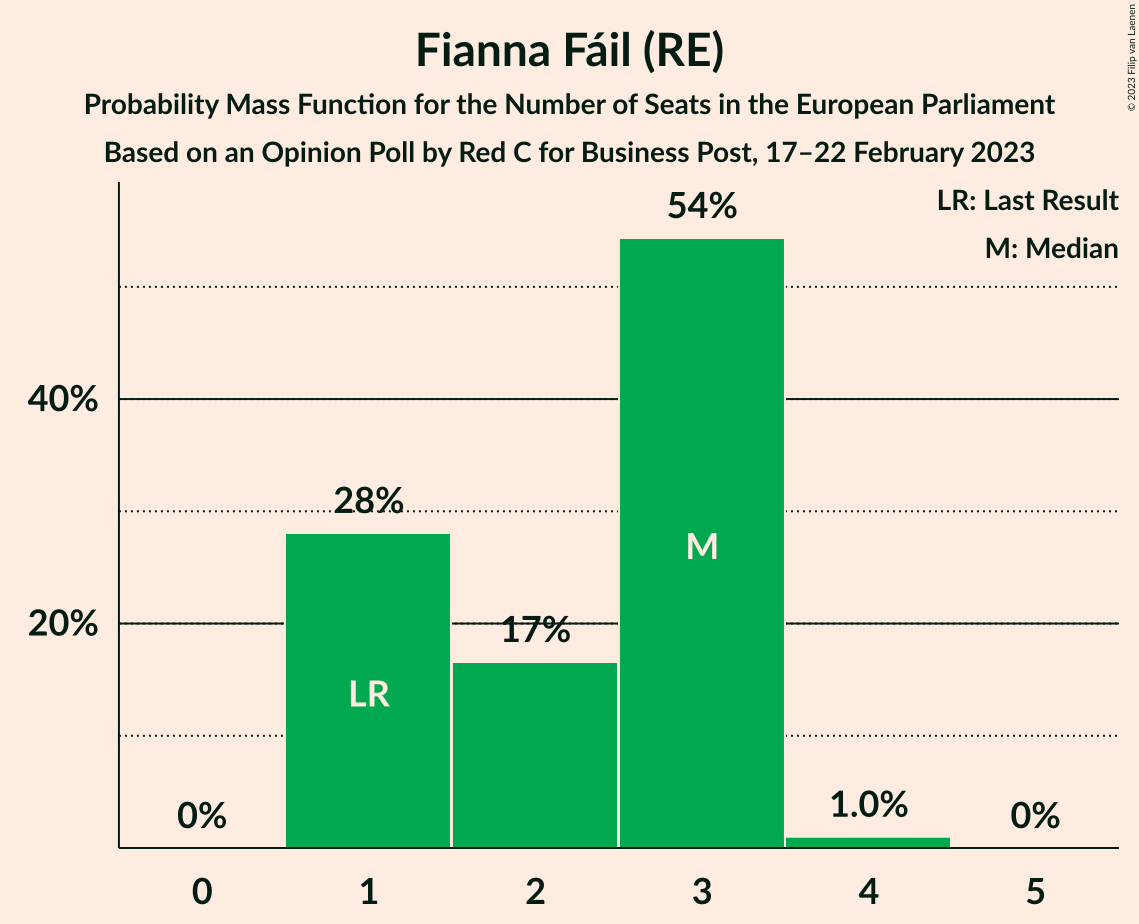 Fianna Fáil (RE)
Probability Mass Function for the Number of Seats in the European Parliament
Based on an Opinion Poll by Red C for Business Post, 17–22 February 2023
© 2023 Filip van Laenen
LR: Last Result
M: Median
54%
40%
28%
M
20%
17%
LR
0%
1.0%
0%
0 1 2 3 4 5